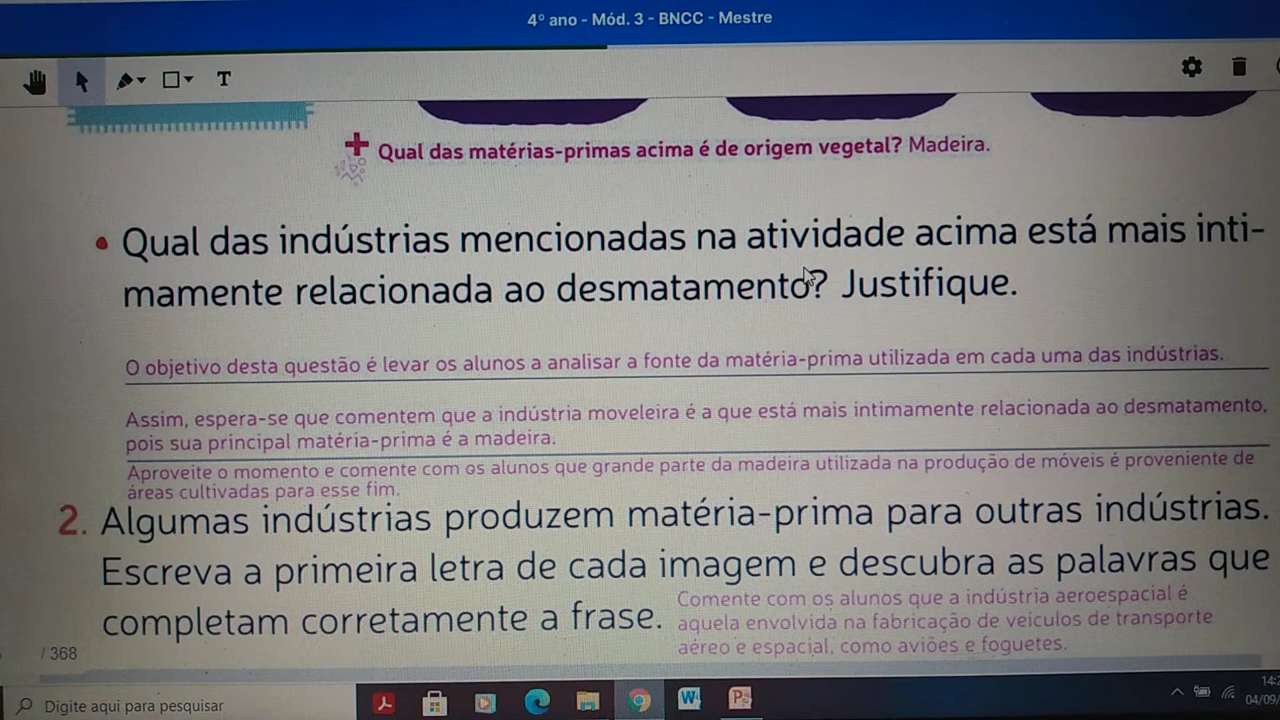 4º ano - Mód. 3 - BNCC - Mestre
T
Qual das matérias-primas acima é de origem vegetal? Madeira.
Qual das indústrias mencionadas na atividade acima está mais inti-
mamente relacionada ao desmatamento? Justifique.
O objetivo desta questão é levar os alunos a analisar a fonte da matéria-prima utilizada em cada uma das indústrias.
Assim, espera-se que comentem que a indústria moveleira é a que está mais intimamente relacionada ao desmatamento,
pois sua principal matéria-prima é a madeira.
Aproveite o momento e comente com os alunos que grande parte da madeira utilizada na produção de móveis é proveniente de
áreas cultivadas para esse fim.
2. Algumas indústrias produzem matéria-prima para outras indústrias.
Escreva a primeira letra de cada imagem e descubra as palavras que
completam corretamente a frase.
Comente com os alunos que a indústria aeroespacial é
aquela envolvida na fabricação de veículos de transporte
aéreo e espacial, como aviões e foguetes.
/ 368
Digite aqui para pesquisar
W
P
14:2
04/09/